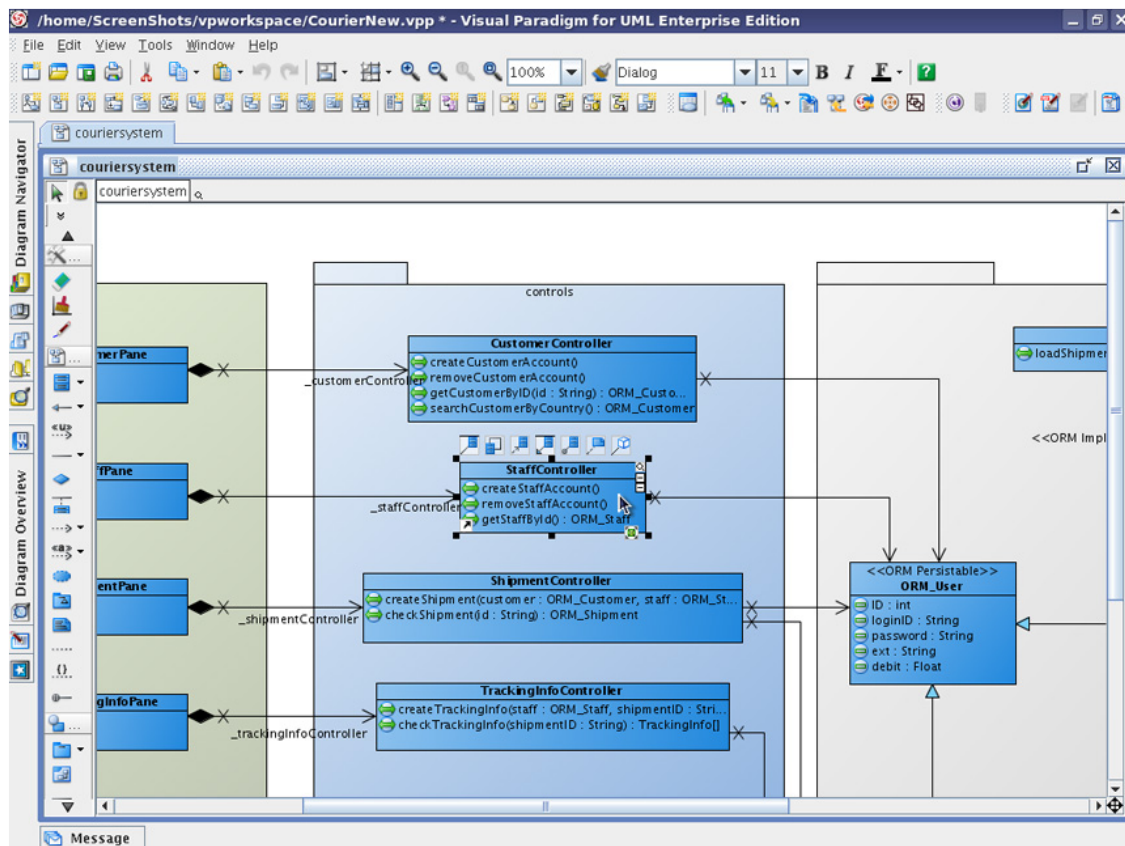 /home/ScreenShots/vpworkspace/CourierNew.vpp * - Visual Paradigm for UML Enterprise Edition
File Edit View Tools Window Help
100% Dialog 11 B I F
couriersystem
couriersystem
couriersystem
Diagram Navigator
Diagram Overview
controls
merPane
_customerController
CustomerController
createCustomerAccount()
removeCustomerAccount()
getCustomerByID(id : String) : ORM_Custo...
searchCustomerByCountry() : ORM_Customer
loadShipmer
<<ORM Impl
ffPane
_staffController
StaffController
createStaffAccount()
removeStaffAccount()
getStaffById() : ORM_Staff
entPane
_shipmentController
ShipmentController
createShipment(customer : ORM_Customer, staff : ORM_St...
checkShipment(id : String) : ORM_Shipment
<<ORM Persistable>>
ORM_User
ID : int
loginID : String
password : String
ext : String
debit : Float
gInfoPane
_trackingInfoController
TrackingInfoController
createTrackingInfo(staff : ORM_Staff, shipmentID : Stri...
checkTrackingInfo(shipmentID : String) : TrackingInfo[]
Message